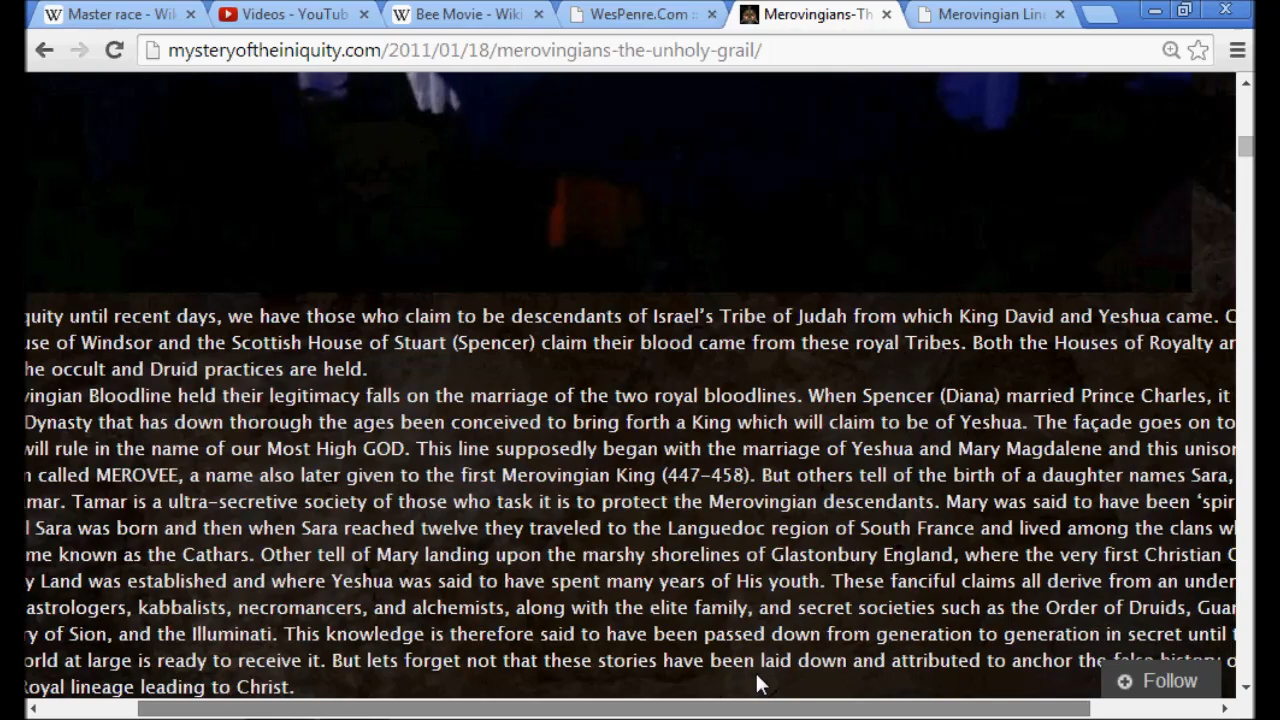 Master race - Wik
Videos - YouTub
Bee Movie - Wiki
WesPenre.Com ::
Merovingians-Th
Merovingian Line
mysteryoftheiniquity.com/2011/01/18/merovingians-the-unholy-grail/
quity until recent days, we have those who claim to be descendants of Israel's Tribe of Judah from which King David and Yeshua came. C
use of Windsor and the Scottish House of Stuart (Spencer) claim their blood came from these royal Tribes. Both the Houses of Royalty ar
he occult and Druid practices are held.
vingian Bloodline held their legitimacy falls on the marriage of the two royal bloodlines. When Spencer (Diana) married Prince Charles, it
Dynasty that has down thorough the ages been conceived to bring forth a King which will claim to be of Yeshua. The façade goes on to
will rule in the name of our Most High GOD. This line supposedly began with the marriage of Yeshua and Mary Magdalene and this unison
n called MEROVEE, a name also later given to the first Merovingian King (447-458). But others tell of the birth of a daughter names Sara,
mar. Tamar is a ultra-secretive society of those who task it is to protect the Merovingian descendants. Mary was said to have been ‘spir
l Sara was born and then when Sara reached twelve they traveled to the Languedoc region of South France and lived among the clans wh
me known as the Cathars. Other tell of Mary landing upon the marshy shorelines of Glastonbury England, where the very first Christian C
y Land was established and where Yeshua was said to have spent many years of His youth. These fanciful claims all derive from an under
astrologers, kabbalists, necromancers, and alchemists, along with the elite family, and secret societies such as the Order of Druids, Guar
ry of Sion, and the Illuminati. This knowledge is therefore said to have been passed down from generation to generation in secret until t
orld at large is ready to receive it. But lets forget not that these stories have been laid down and attributed to anchor the false history o
Royal lineage leading to Christ.
Follow